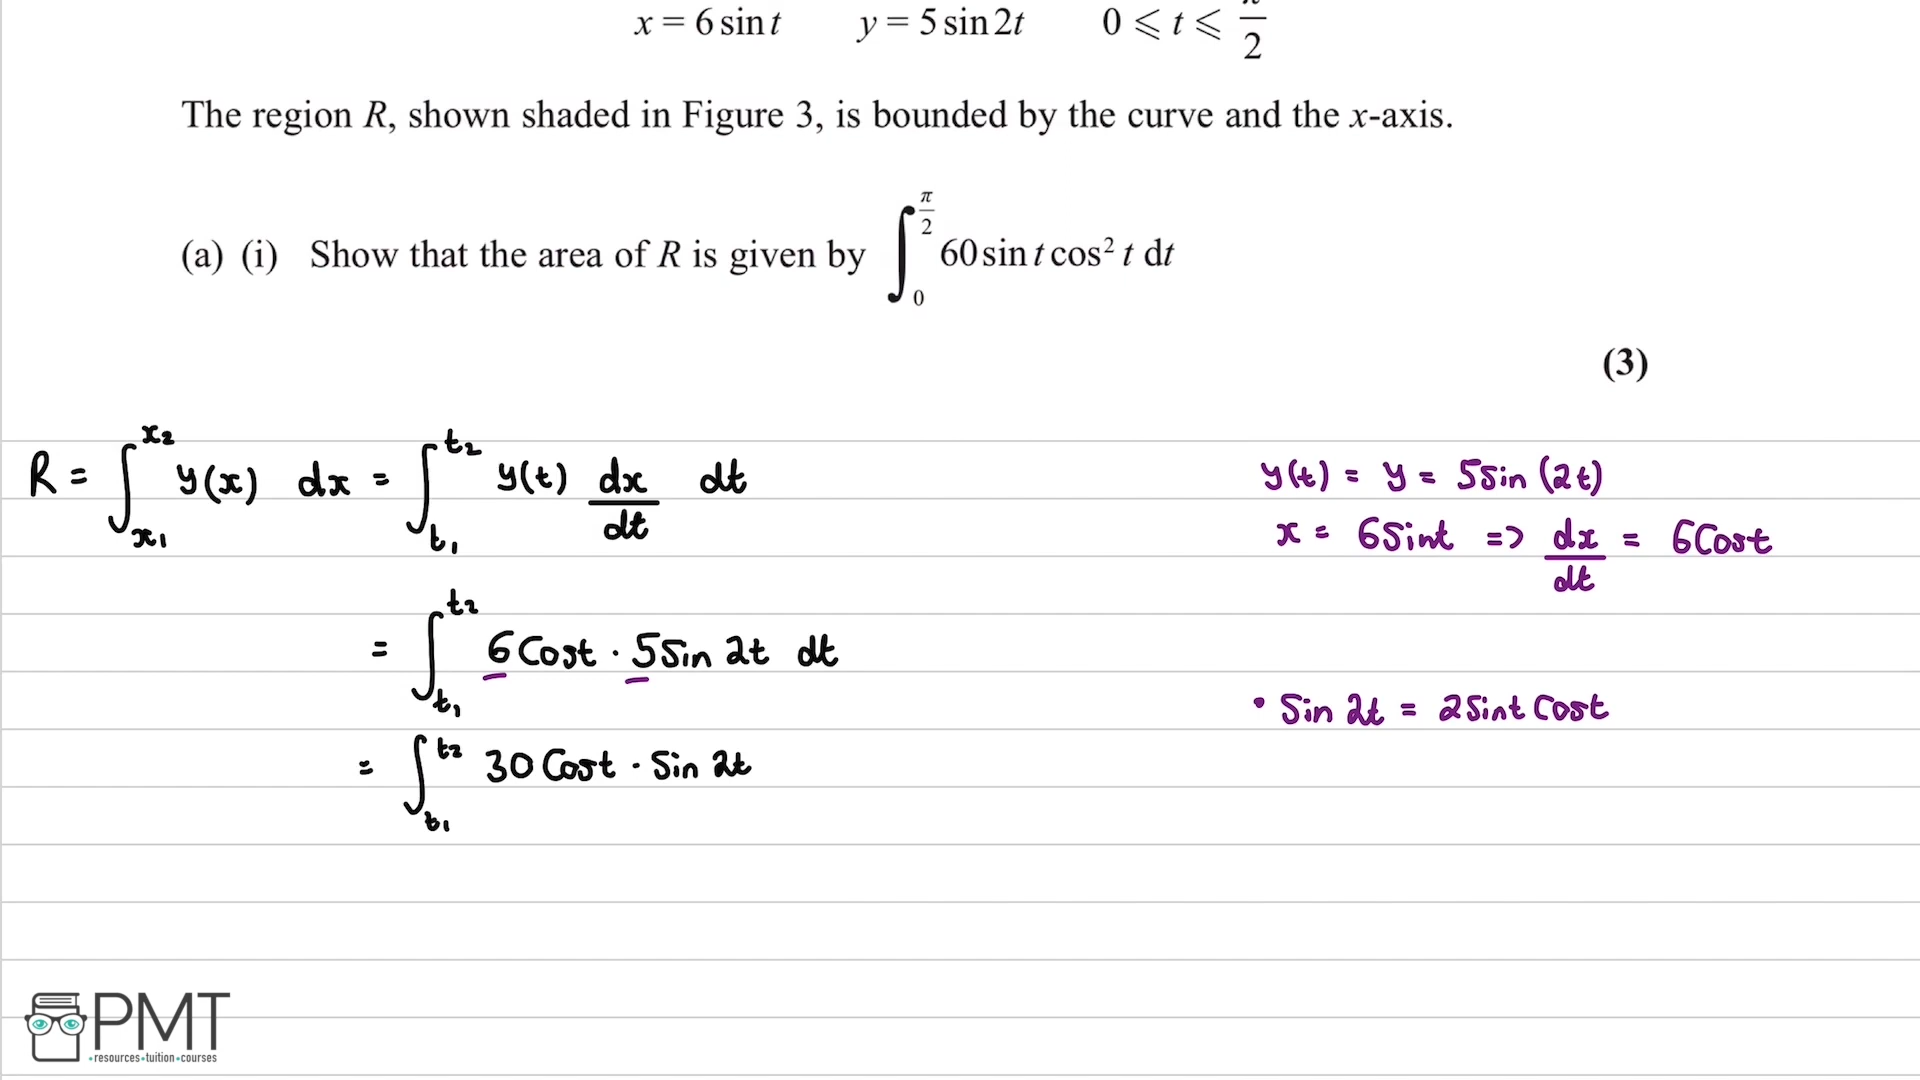 x = 6 sin t y = 5 sin 2t 0 ⩽ t ⩽ π/2
The region R, shown shaded in Figure 3, is bounded by the curve and the x-axis.
(a) (i) Show that the area of R is given by ∫₀^(π/2) 60 sin t cos² t dt
(3)
R = ∫_{x₁}^{x₂} y(x) dx = ∫_{t₁}^{t₂} y(t) dx/dt dt
y(t) = y = 5Sin (2t)
x = 6Sint => dx/dt = 6Cost
= ∫_{t₁}^{t₂} 6Cost · 5Sin 2t dt
• Sin 2t = 2Sint Cost
= ∫_{t₁}^{t₂} 30Cost · Sin 2t
PMT
•resources•tuition•courses